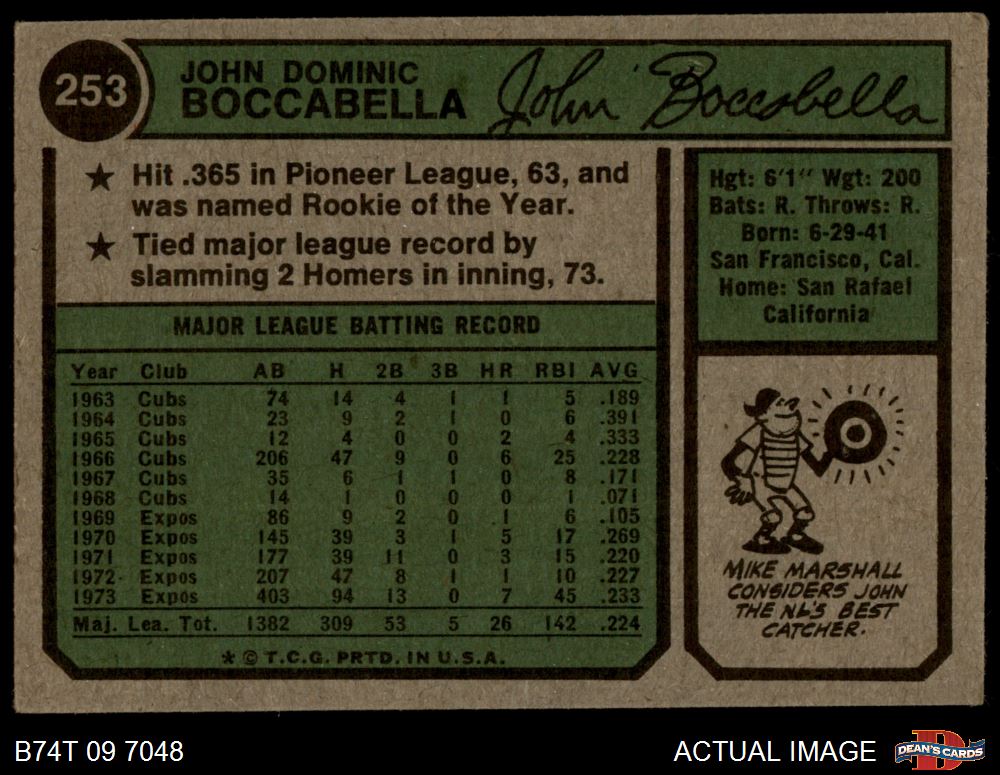 253
JOHN DOMINIC
BOCCABELLA
John Boccabella
★ Hit .365 in Pioneer League, 63, and
was named Rookie of the Year.
★ Tied major league record by
slamming 2 Homers in inning, 73.
Hgt: 6'1" Wgt: 200
Bats: R. Throws: R.
Born: 6-29-41
San Francisco, Cal.
Home: San Rafael
California
MAJOR LEAGUE BATTING RECORD
Year Club AB H 2B 3B HR RBI AVG
1963 Cubs 74 14 4 1 1 5 .189
1964 Cubs 23 9 2 1 0 6 .391
1965 Cubs 12 4 0 0 2 4 .333
1966 Cubs 206 47 9 0 6 25 .228
1967 Cubs 35 6 1 1 0 8 .171
1968 Cubs 14 1 0 0 0 1 .071
1969 Expos 86 9 2 0 1 6 .105
1970 Expos 145 39 3 1 5 17 .269
1971 Expos 177 39 11 0 3 15 .220
1972 Expos 207 47 8 1 1 10 .227
1973 Expos 403 94 13 0 7 45 .233
Maj. Lea. Tot. 1382 309 53 5 26 142 .224
* © T.C.G. PRTD. IN U.S.A.
MIKE MARSHALL
CONSIDERS JOHN
THE NL'S BEST
CATCHER.
B74T 09 7048
ACTUAL IMAGE
D
DEAN'S CARDS